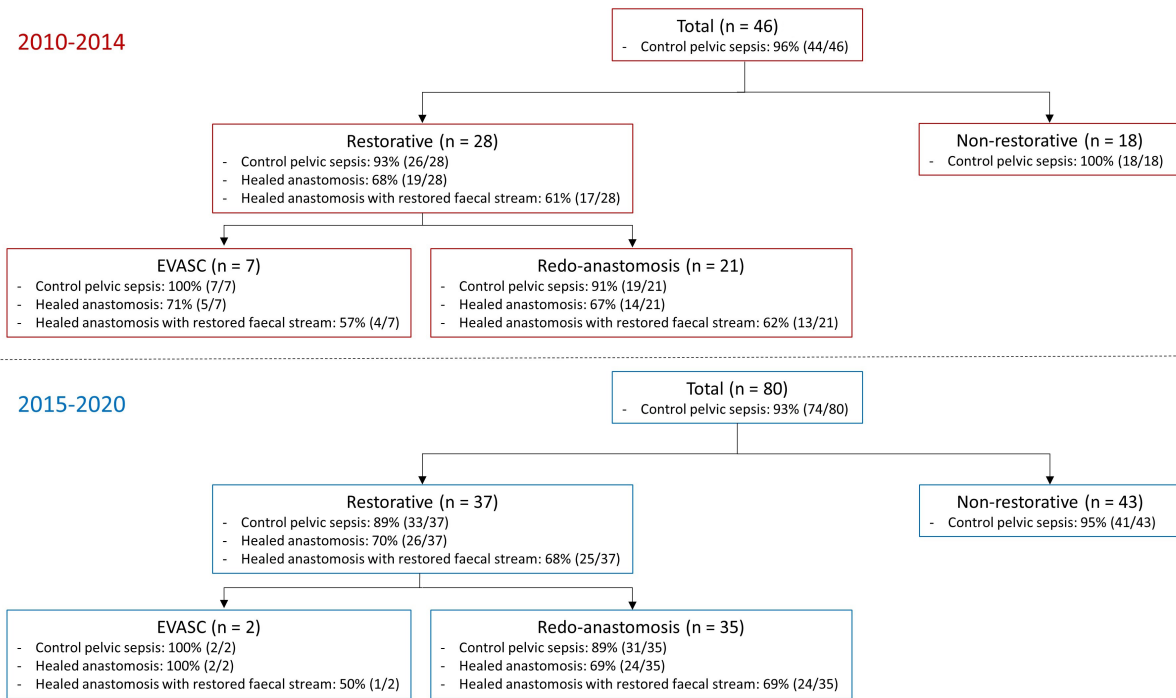 2010-2014
Total (n = 46)
- Control pelvic sepsis: 96% (44/46)
Restorative (n = 28)
- Control pelvic sepsis: 93% (26/28)
- Healed anastomosis: 68% (19/28)
- Healed anastomosis with restored faecal stream: 61% (17/28)
Non-restorative (n = 18)
- Control pelvic sepsis: 100% (18/18)
EVASC (n = 7)
- Control pelvic sepsis: 100% (7/7)
- Healed anastomosis: 71% (5/7)
- Healed anastomosis with restored faecal stream: 57% (4/7)
Redo-anastomosis (n = 21)
- Control pelvic sepsis: 91% (19/21)
- Healed anastomosis: 67% (14/21)
- Healed anastomosis with restored faecal stream: 62% (13/21)
2015-2020
Total (n = 80)
- Control pelvic sepsis: 93% (74/80)
Restorative (n = 37)
- Control pelvic sepsis: 89% (33/37)
- Healed anastomosis: 70% (26/37)
- Healed anastomosis with restored faecal stream: 68% (25/37)
Non-restorative (n = 43)
- Control pelvic sepsis: 95% (41/43)
EVASC (n = 2)
- Control pelvic sepsis: 100% (2/2)
- Healed anastomosis: 100% (2/2)
- Healed anastomosis with restored faecal stream: 50% (1/2)
Redo-anastomosis (n = 35)
- Control pelvic sepsis: 89% (31/35)
- Healed anastomosis: 69% (24/35)
- Healed anastomosis with restored faecal stream: 69% (24/35)